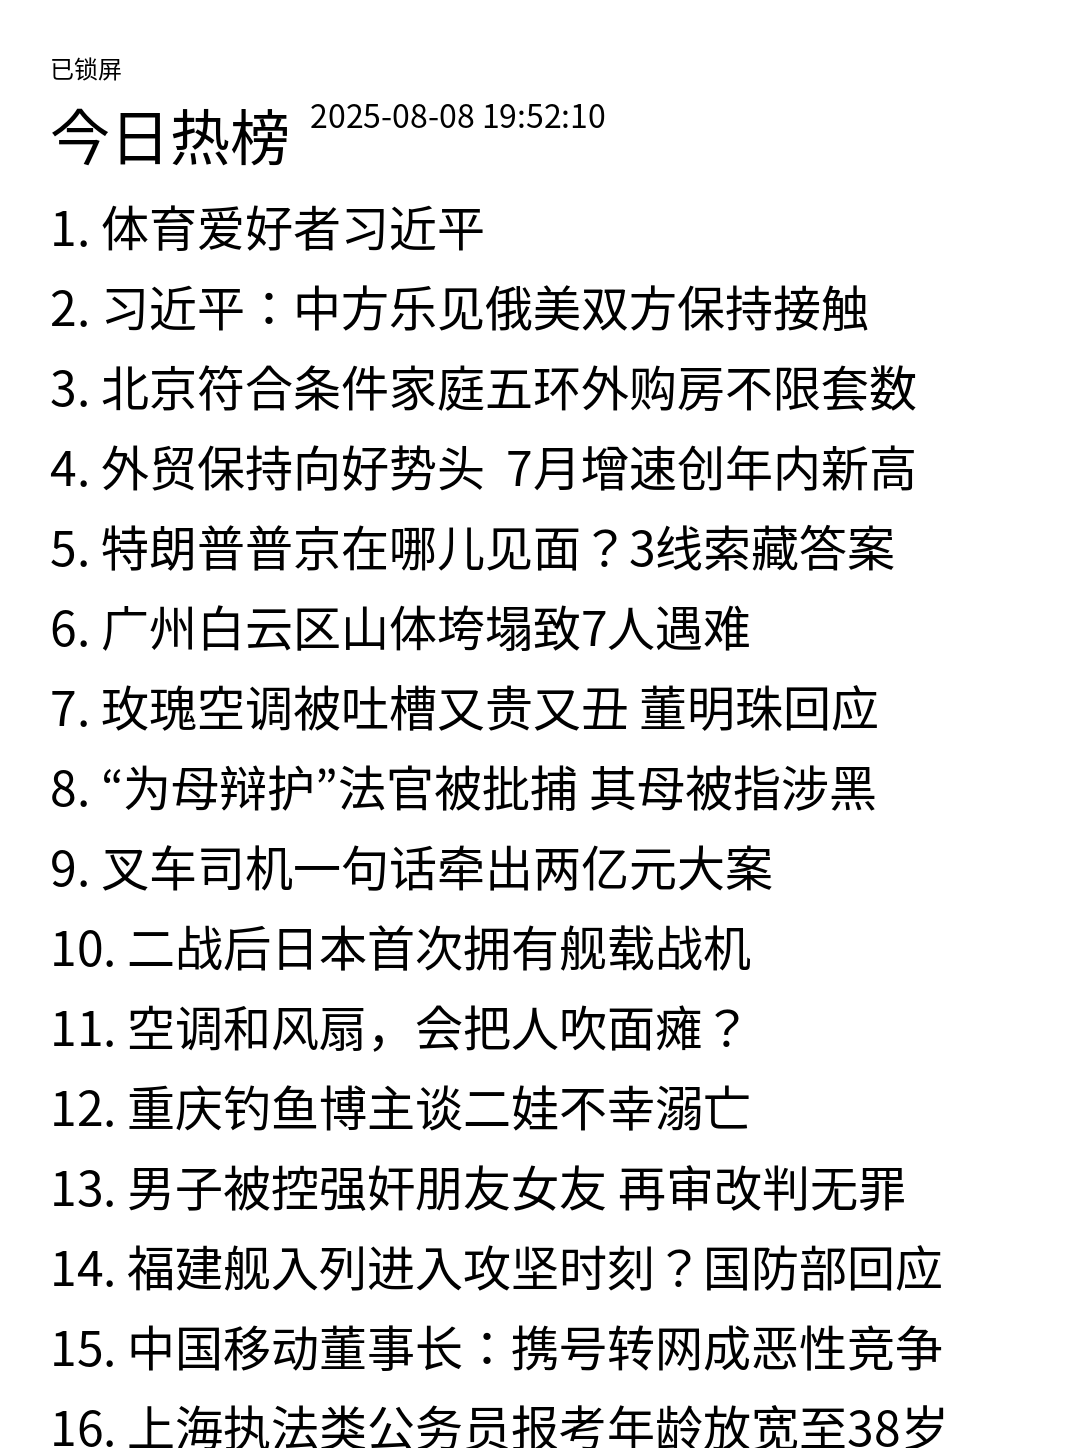 已锁屏
今日热榜 2025-08-08 19:52:10
1. 体育爱好者习近平
2. 习近平：中方乐见俄美双方保持接触
3. 北京符合条件家庭五环外购房不限套数
4. 外贸保持向好势头 7月增速创年内新高
5. 特朗普普京在哪儿见面？3线索藏答案
6. 广州白云区山体垮塌致7人遇难
7. 玫瑰空调被吐槽又贵又丑 董明珠回应
8. “为母辩护”法官被批捕 其母被指涉黑
9. 叉车司机一句话牵出两亿元大案
10. 二战后日本首次拥有舰载战机
11. 空调和风扇，会把人吹面瘫？
12. 重庆钓鱼博主谈二娃不幸溺亡
13. 男子被控强奸朋友女友 再审改判无罪
14. 福建舰入列进入攻坚时刻？国防部回应
15. 中国移动董事长：携号转网成恶性竞争
16. 上海执法类公务员报考年龄放宽至38岁